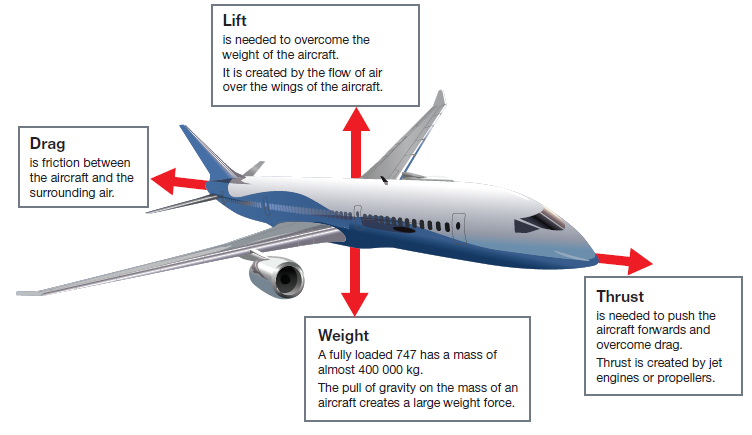 Lift
is needed to overcome the
weight of the aircraft.
It is created by the flow of air
over the wings of the aircraft.
Drag
is friction between
the aircraft and the
surrounding air.
Thrust
is needed to push the
aircraft forwards and
overcome drag.
Thrust is created by jet
engines or propellers.
Weight
A fully loaded 747 has a mass of
almost 400 000 kg.
The pull of gravity on the mass of an
aircraft creates a large weight force.